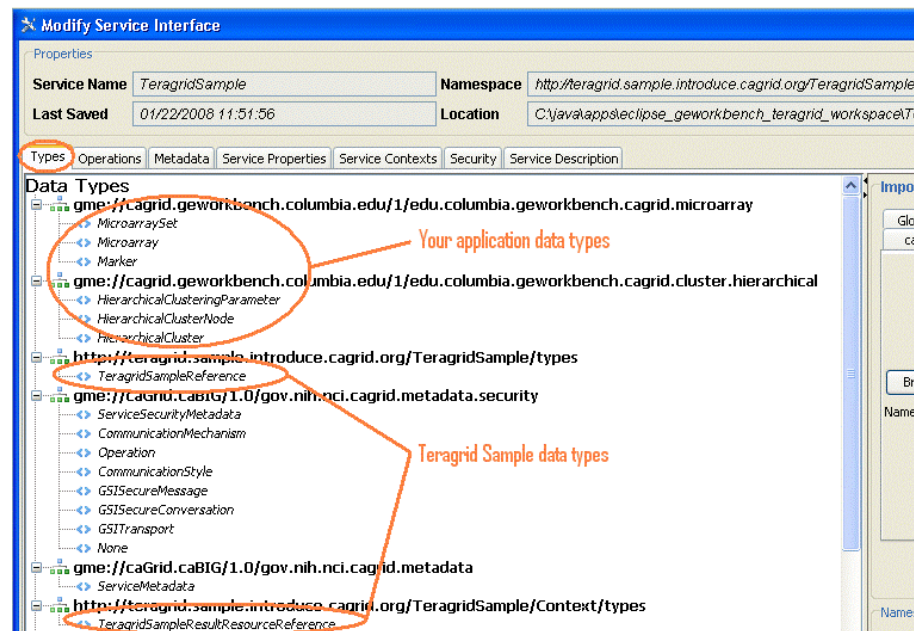 Modify Service Interface
Properties
Service Name TeragridSample Namespace http://teragrid.sample.introduce.cagrid.org/TeragridSample
Last Saved 01/22/2008 11:51:56 Location C:\java\apps\eclipse_geworkbench_teragrid_workspace\T
Types Operations Metadata Service Properties Service Contexts Security Service Description
Data Types
gme://cagrid.geworkbench.columbia.edu/1/edu.columbia.geworkbench.cagrid.microarray
MicroarraySet
Microarray
Marker
Your application data types
gme://cagrid.geworkbench.columbia.edu/1/edu.columbia.geworkbench.cagrid.cluster.hierarchical
HierarchicalClusteringParameter
HierarchicalClusterNode
HierarchicalCluster
http://teragrid.sample.introduce.cagrid.org/TeragridSample/types
TeragridSampleReference
gme://caGrid.caBIG/1.0/gov.nih.nci.cagrid.metadata.security
ServiceSecurityMetadata
CommunicationMechanism
Operation
Teragrid Sample data types
CommunicationStyle
GSISecureMessage
GSISecureConversation
GSITransport
None
gme://caGrid.caBIG/1.0/gov.nih.nci.cagrid.metadata
ServiceMetadata
http://teragrid.sample.introduce.cagrid.org/TeragridSample/Context/types
TeragridSampleResultResourceReference
Impo
Glo
ca
Br
Name
Names